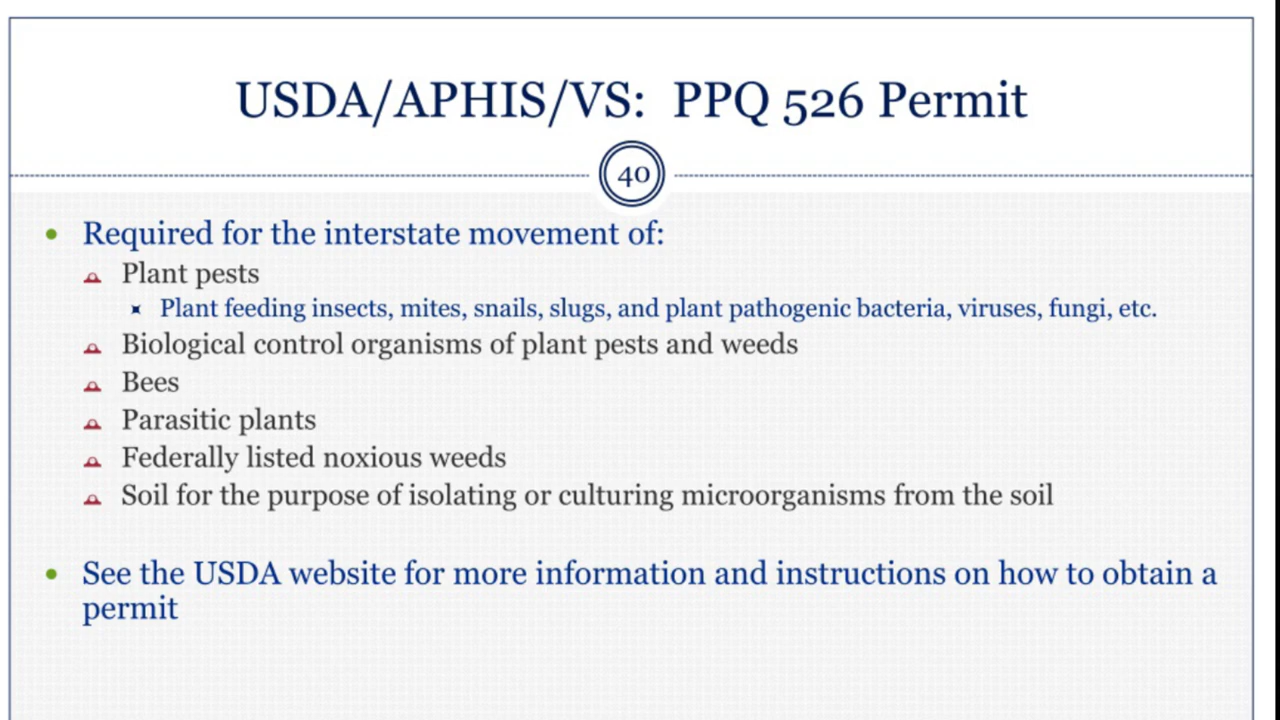 USDA/APHIS/VS: PPQ 526 Permit
40
Required for the interstate movement of:
Plant pests
Plant feeding insects, mites, snails, slugs, and plant pathogenic bacteria, viruses, fungi, etc.
Biological control organisms of plant pests and weeds
Bees
Parasitic plants
Federally listed noxious weeds
Soil for the purpose of isolating or culturing microorganisms from the soil
See the USDA website for more information and instructions on how to obtain a
permit